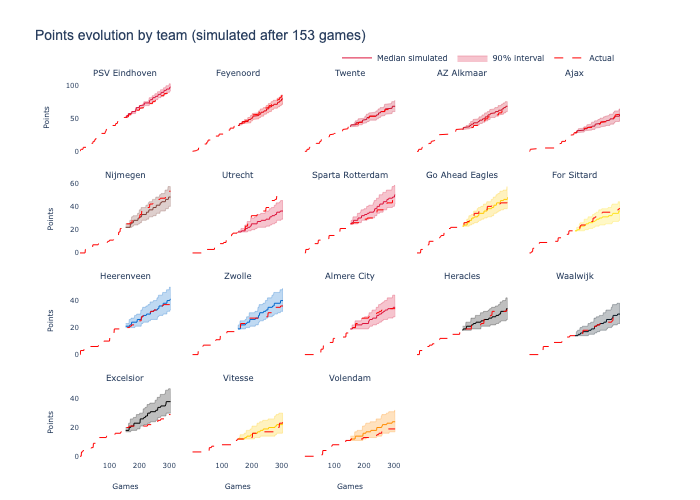 Points evolution by team (simulated after 153 games)
Median simulated 90% interval Actual
PSV Eindhoven Feyenoord Twente AZ Alkmaar Ajax
100
50
0
Points
Nijmegen Utrecht Sparta Rotterdam Go Ahead Eagles For Sittard
60
40
20
0
Points
Heerenveen Zwolle Almere City Heracles Waalwijk
40
20
0
Points
Excelsior Vitesse Volendam
40
20
0
Points
100 200 300 100 200 300 100 200 300
Games Games Games